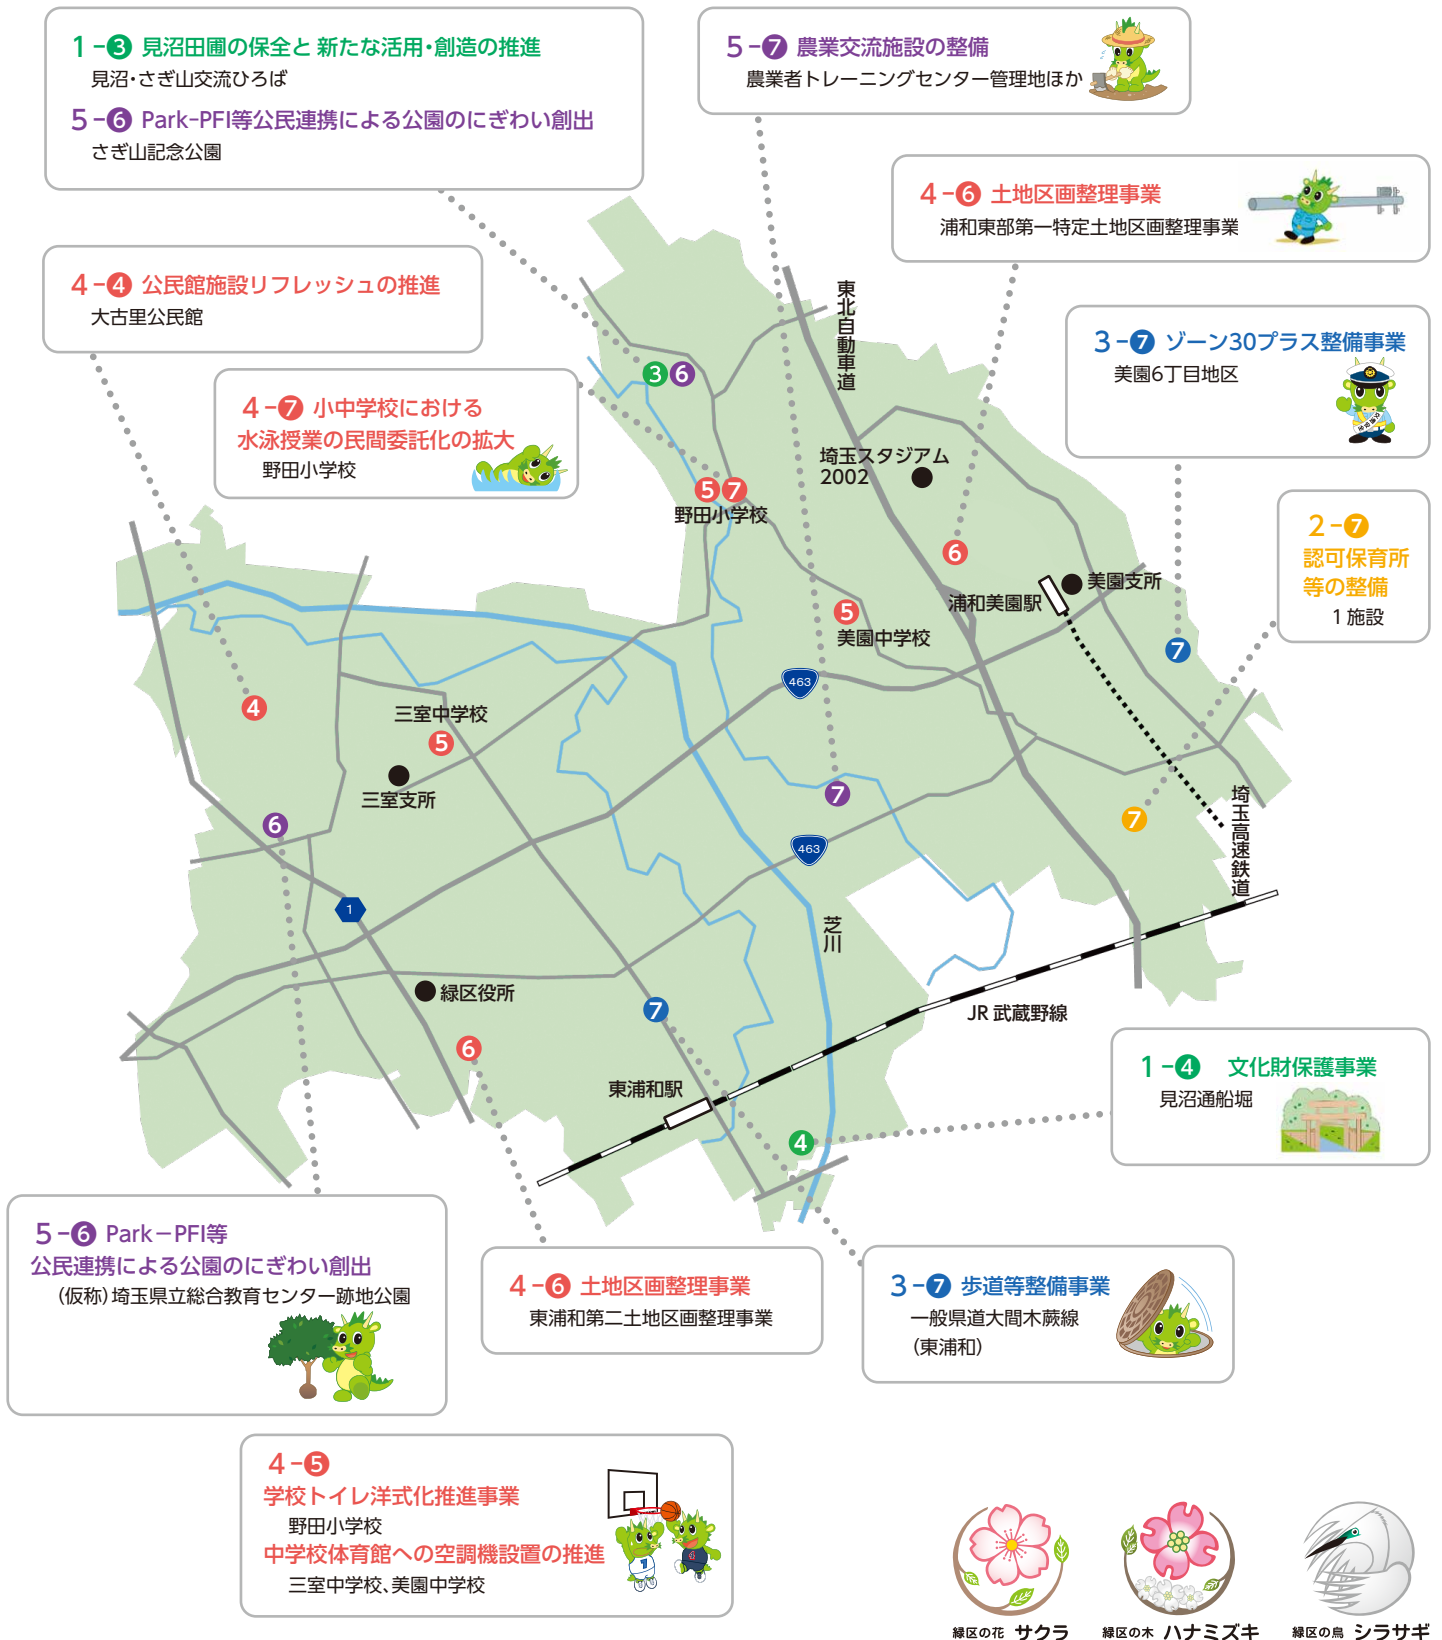 1-③ 見沼田圃の保全と 新たな活用・創造の推進
見沼・さぎ山交流ひろば
5-⑥ Park-PFI等公民連携による公園のにぎわい創出
さぎ山記念公園
5-⑦ 農業交流施設の整備
農業者トレーニングセンター管理地ほか
4-⑥ 土地区画整理事業
浦和東部第一特定土地区画整理事業
4-④ 公民館施設リフレッシュの推進
大古里公民館
3-⑦ ゾーン30プラス整備事業
美園6丁目地区
4-⑦ 小中学校における
水泳授業の民間委託化の拡大
野田小学校
2-⑦
認可保育所
等の整備
1 施設
東北自動車道
③⑥
埼玉スタジアム
2002
⑤⑦
野田小学校
⑥
美園支所
浦和美園駅
⑤
美園中学校
⑦
463
④
三室中学校
⑤
三室支所
⑦
⑥
⑦
463
埼玉高速鉄道
1
芝川
緑区役所
⑦
JR 武蔵野線
⑥
東浦和駅
④
1-④ 文化財保護事業
見沼通船堀
5-⑥ Park－PFI等
公民連携による公園のにぎわい創出
(仮称)埼玉県立総合教育センター跡地公園
4-⑥ 土地区画整理事業
東浦和第二土地区画整理事業
3-⑦ 歩道等整備事業
一般県道大間木蕨線
(東浦和)
4-⑤
学校トイレ洋式化推進事業
野田小学校
中学校体育館への空調機設置の推進
三室中学校、美園中学校
1
4
緑区の花 サクラ
緑区の木 ハナミズキ
緑区の鳥 シラサギ